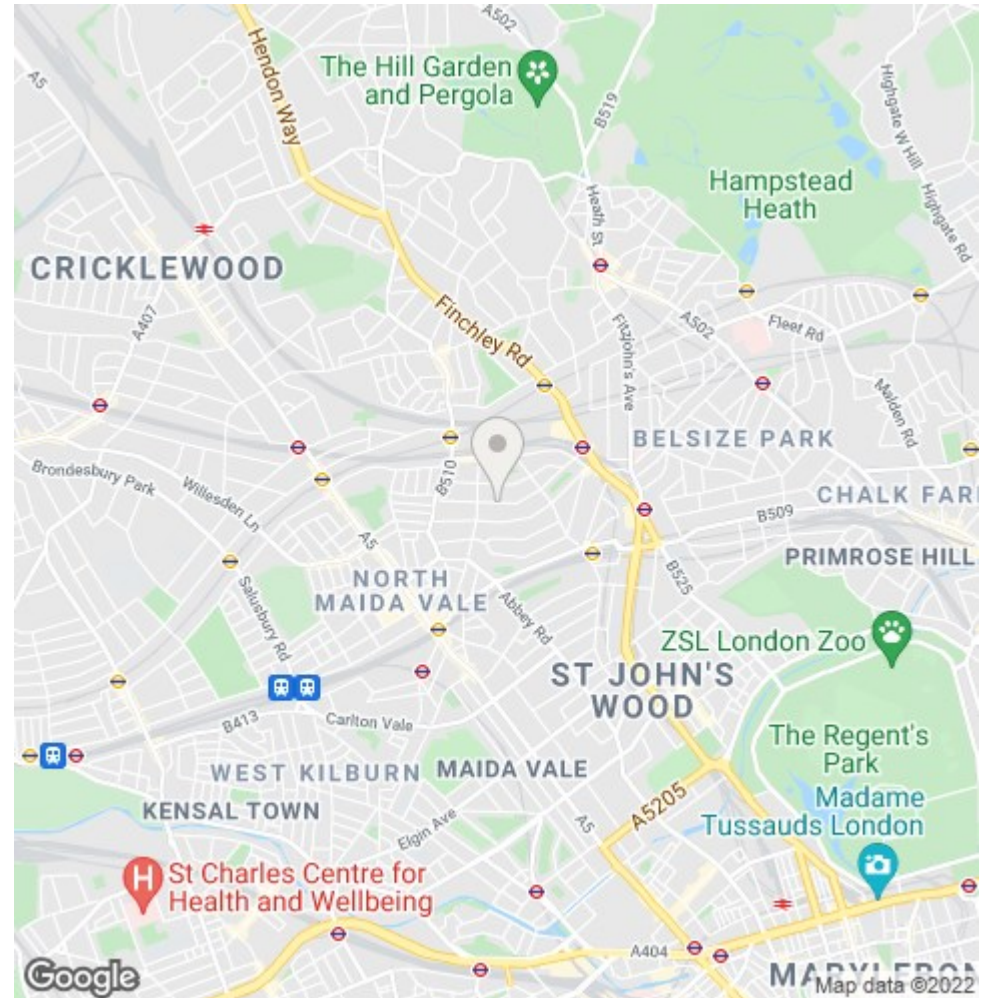 A502
A5
Hendon Way
The Hill Garden
and Pergola
B519
Highgate W Hill
Highgate Rd
Hampstead
Heath
Heath St
CRICKLEWOOD
A407
Finchley Rd
Fitzjohn's Ave
A502
Fleet Rd
Malden Rd
BELSIZE PARK
B510
Brondesbury Park
Willesden Ln
A5
CHALK FAR
B509
PRIMROSE HILL
NORTH
MAIDA VALE
Salusbury Rd
Abbey Rd
B525
ZSL London Zoo
ST JOHN'S
WOOD
B413
Carlton Vale
The Regent's
Park
WEST KILBURN
MAIDA VALE
KENSAL TOWN
Elgin Ave
A5
A5205
Madame
Tussauds London
H
St Charles Centre for
Health and Wellbeing
A404
MARYLEBON
Google
Map data ©2022